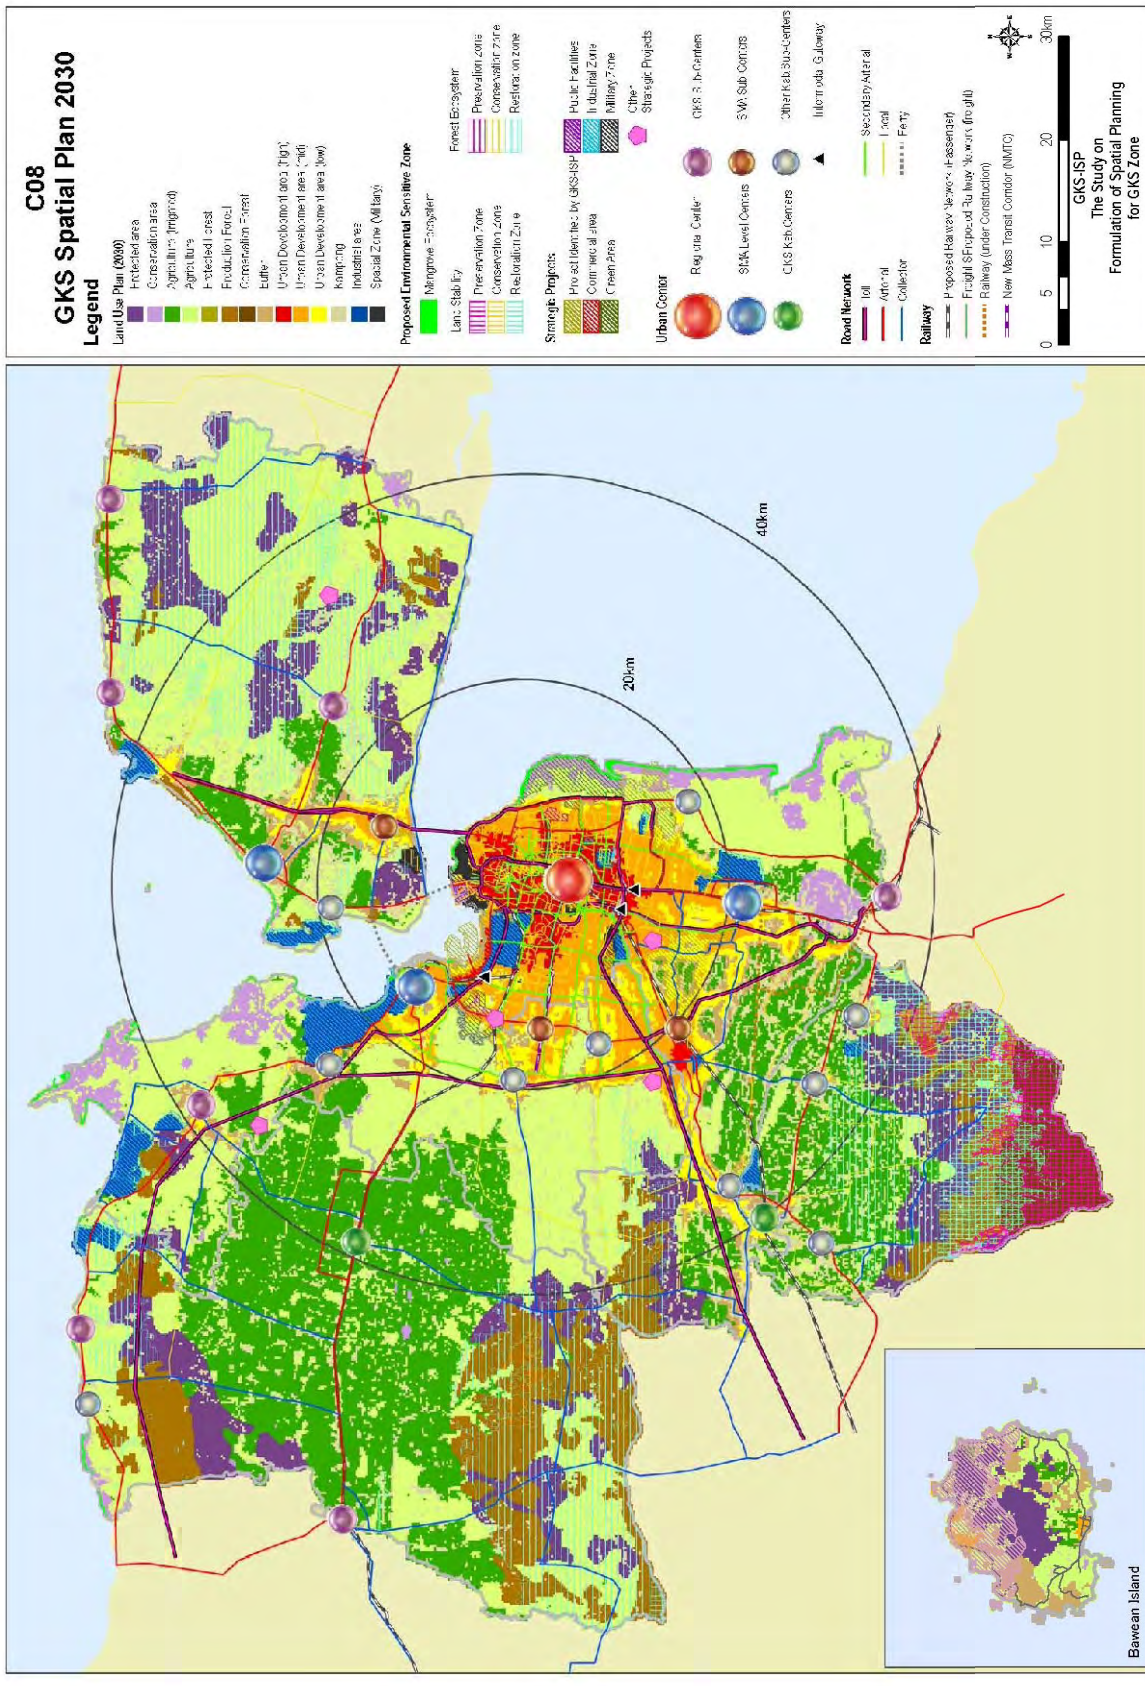 C08
GKS Spatial Plan 2030
Legend
Land Use Plan (2030)
Protected area
Conservation area
Agriculture (Irrigated)
Agriculture
Protected Forest
Production Forest
Conservation Forest
Buffer
Urban Development area (high)
Urban Development area (mid)
Urban Development area (low)
Kampong
Industrial area
Spacial Zone (Military)
Proposed Environmental Sensitive Zone
Mangrove Ecosystem
Land Stability
Preservation Zone
Conservation Zone
Restoration Zone
Forest Ecosystem
Preservation Zone
Conservation Zone
Restoration Zone
Strategic Projects
Project Identified by GKS-ISP
Commercial area
Green Area
Public Facilities
Industrial Zone
Military Zone
Other
Strategic Projects
Urban Center
Regional Center
SMA Level Centers
GKS Kab.Centers
GKS Sub-Centers
SMA Sub Centers
Other Kab.Sub-Centers
Intermodal Gateway
Road Network
Toll
Arterial
Collector
Secondary Arterial
Local
Ferry
Railway
Proposed Railway Network (Passenger)
Freight SProposed Railway Network (freight)
Railway (under Construction)
New Mass Transit Corridor (NMTC)
0 5 10 20 30km
N
E
S
W
GKS-ISP
The Study on
Formulation of Spatial Planning
for GKS Zone
40km
20km
Bawean Island